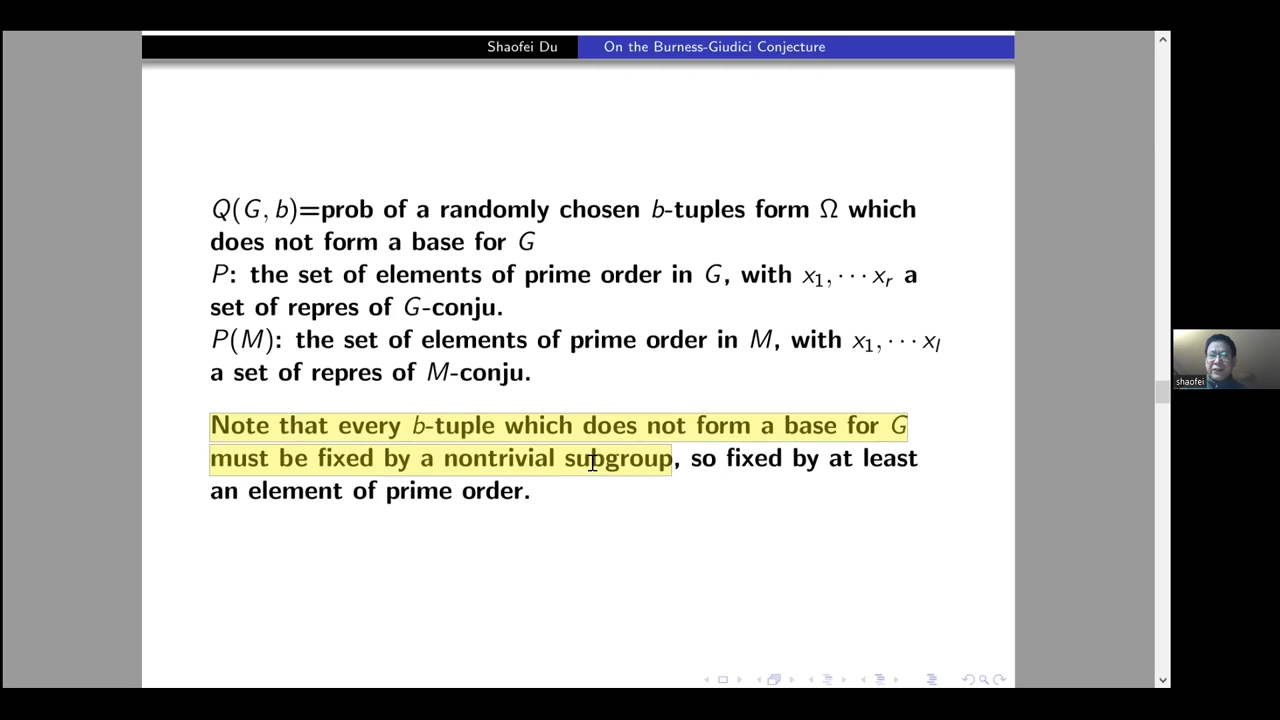 Shaofei Du On the Burness-Giudici Conjecture
Q(G, b)=prob of a randomly chosen b-tuples form Ω which
does not form a base for G
P: the set of elements of prime order in G, with x₁, ··· xᵣ a
set of repres of G-conju.
P(M): the set of elements of prime order in M, with x₁, ··· xₗ
a set of repres of M-conju.
Note that every b-tuple which does not form a base for G
must be fixed by a nontrivial subgroup, so fixed by at least
an element of prime order.
shaofei